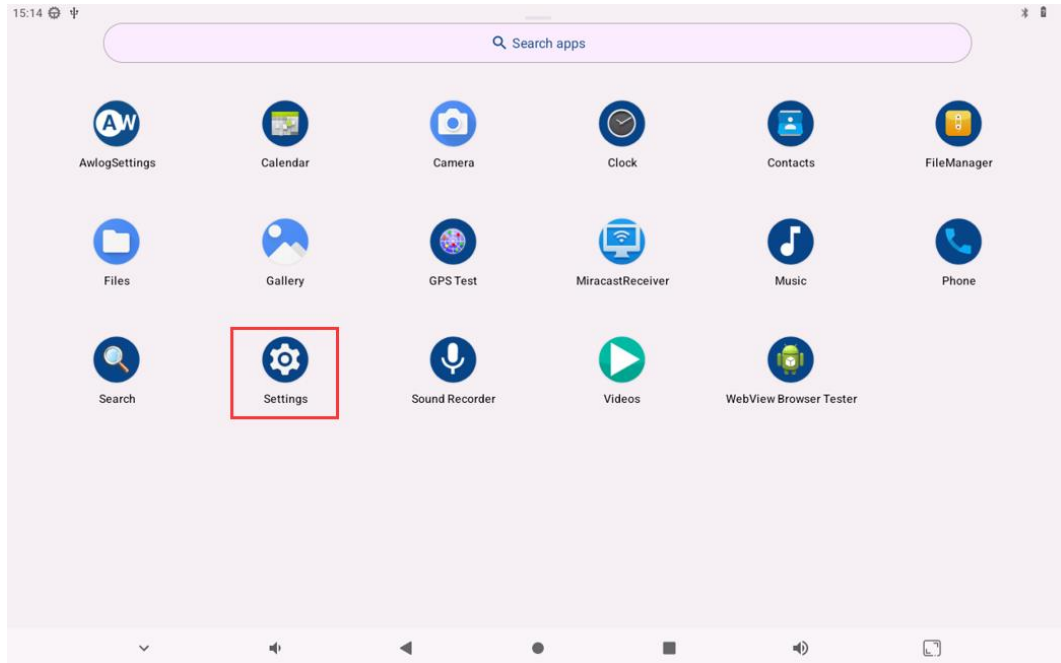 15:14
Search apps
AW
AwlogSettings
Calendar
Camera
Clock
Contacts
FileManager
Files
Gallery
GPS Test
MiracastReceiver
Music
Phone
Search
Settings
Sound Recorder
Videos
WebView Browser Tester